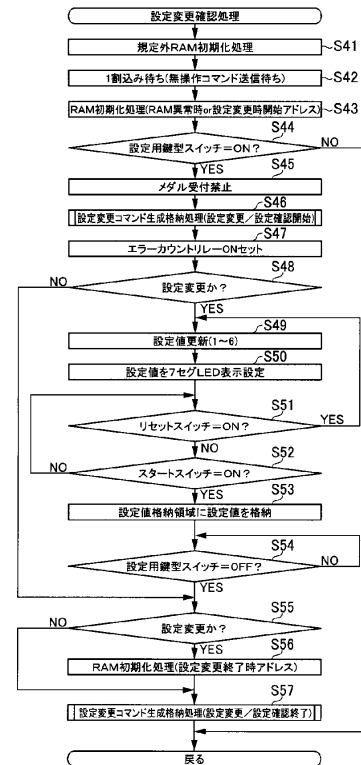 設定変更確認処理
規定外RAM初期化処理
S41
1割込み待ち(無操作コマンド送信待ち)
S42
RAM初期化処理(RAM異常時or設定変更時開始アドレス)
S43
S44
設定用鍵型スイッチ=ON?
NO
YES
S45
メダル受付禁止
S46
設定変更コマンド生成格納処理(設定変更/設定確認開始)
S47
エラーカウントリレーONセット
S48
NO
設定変更か?
YES
S49
設定値更新(1~6)
S50
設定値を7セグLED表示設定
S51
リセットスイッチ=ON?
YES
NO
S52
NO
スタートスイッチ=ON?
YES
S53
設定値格納領域に設定値を格納
S54
設定用鍵型スイッチ=OFF?
NO
YES
S55
NO
設定変更か?
YES
S56
RAM初期化処理(設定変更終了時アドレス)
S57
設定変更コマンド生成格納処理(設定変更/設定確認終了)
戻る